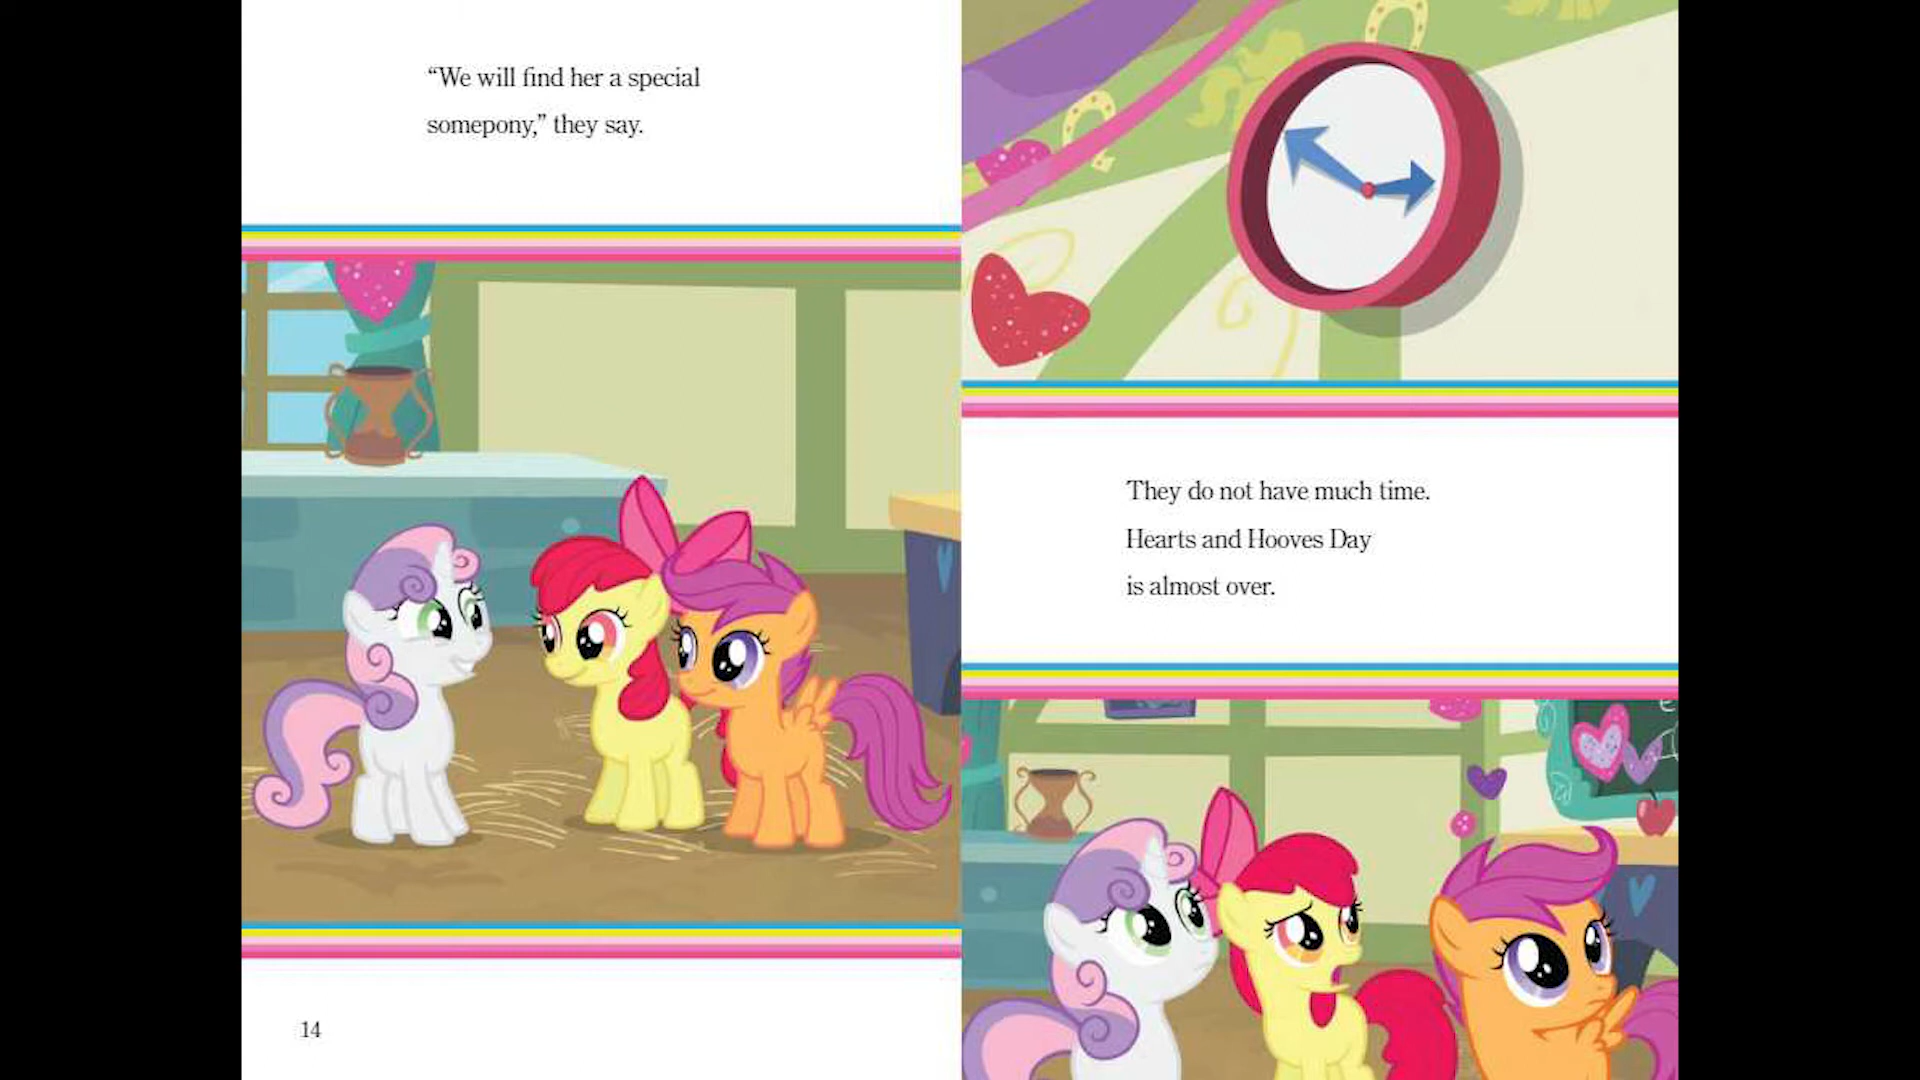 “We will find her a special
somepony,” they say.
14
They do not have much time.
Hearts and Hooves Day
is almost over.